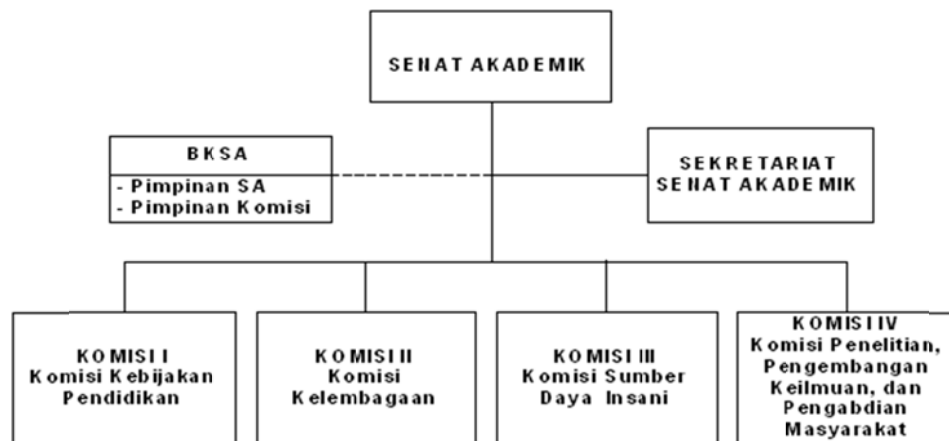 SENAT AKADEMIK
BKSA
- Pimpinan SA
- Pimpinan Komisi
SEKRETARIAT
SENAT AKADEMIK
KOMISI I
Komisi Kebijakan
Pendidikan
KOMISI II
Komisi
Kelembagaan
KOMISI III
Komisi Sumber
Daya Insani
KOMISI IV
Komisi Penelitian,
Pengembangan
Keilmuan, dan
Pengabdian
Masyarakat